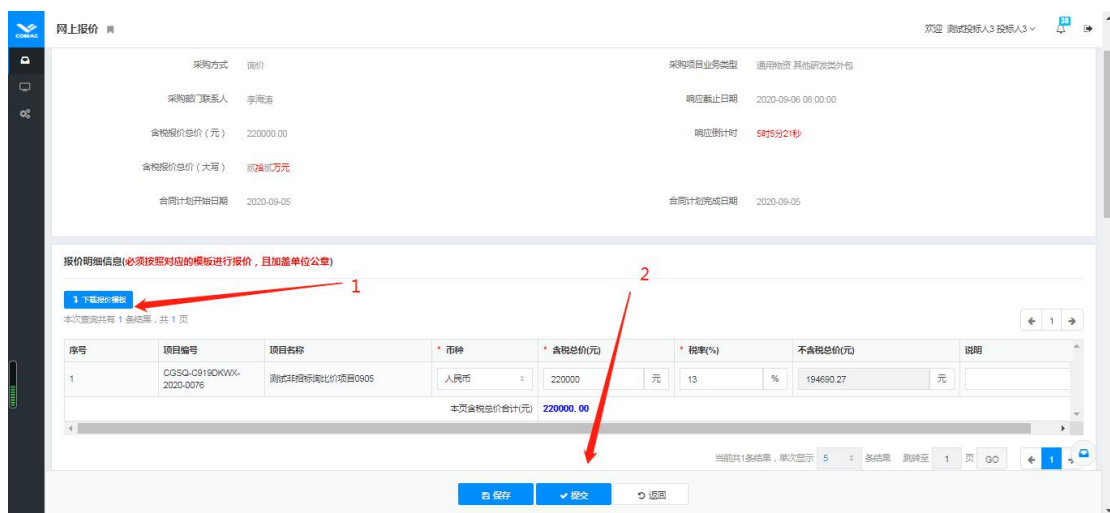 COMAC
网上报价
欢迎 测试投标人3 投标人3
38
采购方式 询价 采购项目业务类型 通用物资 其他研发类外包
采购部门联系人 李海涛 响应截止日期 2020-09-06 08:00:00
含税报价总价(元) 220000.00 响应倒计时 5时5分21秒
含税报价总价(大写) 贰拾贰万元
合同计划开始日期 2020-09-05 合同计划完成日期 2020-09-05
报价明细信息(必须按照对应的模板进行报价,且加盖单位公章)
1 2
下载报价模板
本次查询共有 1 条结果,共 1 页 1
序号 项目编号 项目名称 * 币种 * 含税总价(元) * 税率(%) 不含税总价(元) 说明
1 CGSQ-C919DKWX-2020-0076 测试非招标询比价项目0905 人民币 220000 元 13 % 194690.27 元
本页含税总价合计(元) 220000.00
当前共1条结果,单次显示 5 条结果 跳转至 1 页 GO 1
保存 提交 返回